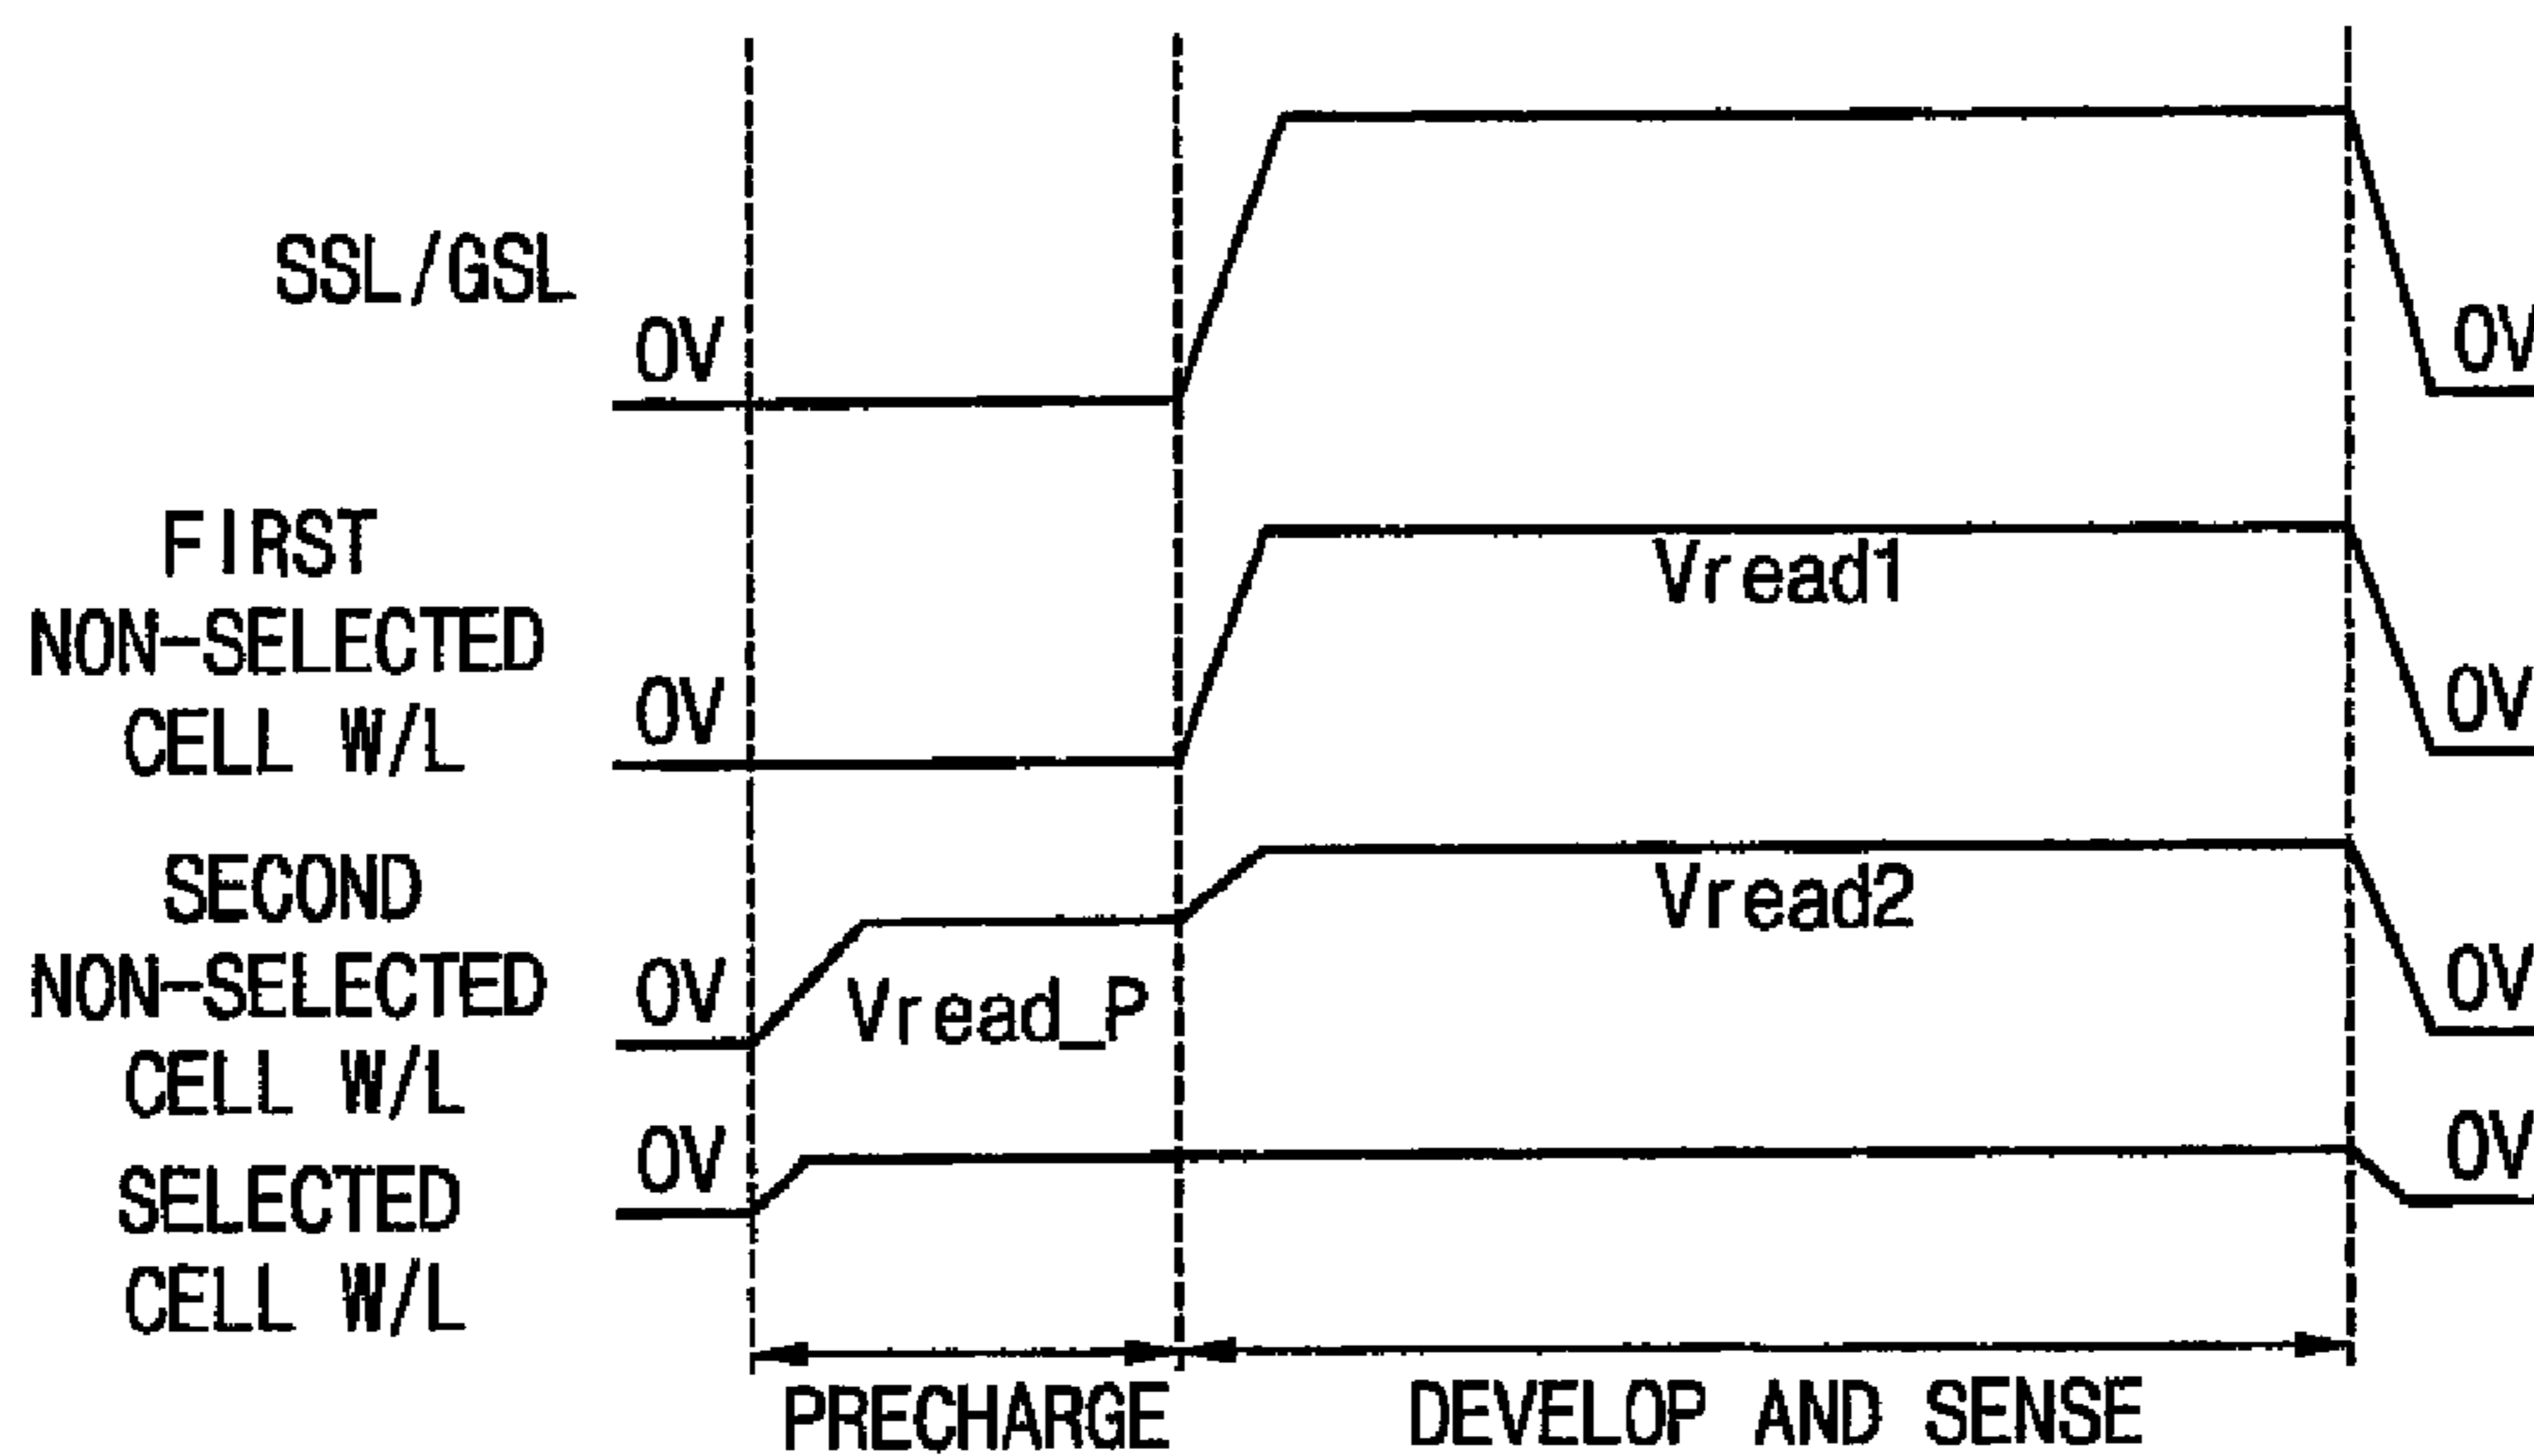 SSL/GSL
0V
0V
FIRST
NON-SELECTED
CELL W/L
0V
Vread1
0V
SECOND
NON-SELECTED
CELL W/L
0V
Vread_P
Vread2
0V
SELECTED
CELL W/L
0V
0V
PRECHARGE
DEVELOP AND SENSE